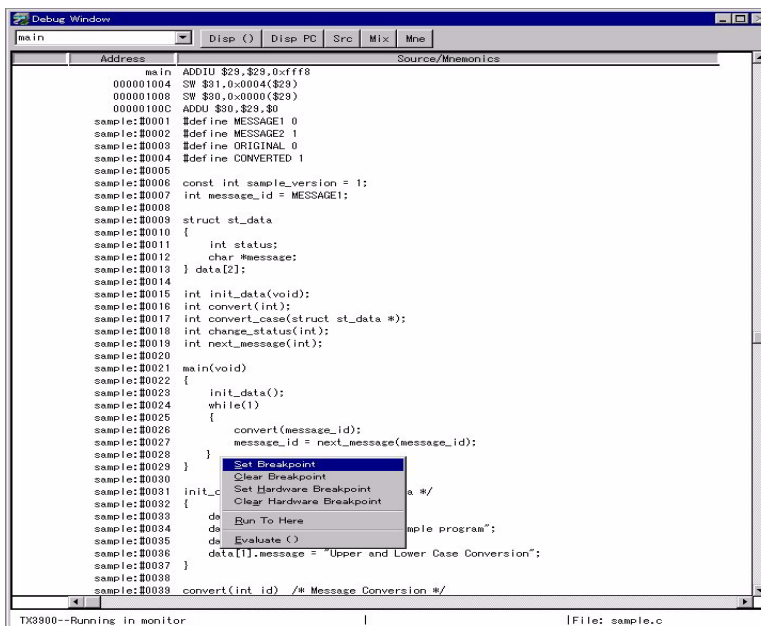 Debug Window
main Disp () Disp PC Src Mix Mne
Address Source/Mnemonics
main ADDIU $29,$29,0xfff8
000001004 SW $31,0x0004($29)
000001008 SW $30,0x0000($29)
00000100C ADDU $30,$29,$0
sample:#0001 #define MESSAGE1 0
sample:#0002 #define MESSAGE2 1
sample:#0003 #define ORIGINAL 0
sample:#0004 #define CONVERTED 1
sample:#0005
sample:#0006 const int sample_version = 1;
sample:#0007 int message_id = MESSAGE1;
sample:#0008
sample:#0009 struct st_data
sample:#0010 {
sample:#0011 int status;
sample:#0012 char *message;
sample:#0013 } data[2];
sample:#0014
sample:#0015 int init_data(void);
sample:#0016 int convert(int);
sample:#0017 int convert_case(struct st_data *);
sample:#0018 int change_status(int);
sample:#0019 int next_message(int);
sample:#0020
sample:#0021 main(void)
sample:#0022 {
sample:#0023 init_data();
sample:#0024 while(1)
sample:#0025 {
sample:#0026 convert(message_id);
sample:#0027 message_id = next_message(message_id);
sample:#0028 }
sample:#0029 }
sample:#0030
sample:#0031 init_ a */
sample:#0032 {
sample:#0033 da
sample:#0034 da mple program";
sample:#0035 da
sample:#0036 data[1].message = "Upper and Lower Case Conversion";
sample:#0037 }
sample:#0038
sample:#0039 convert(int id) /* Message Conversion */
Set Breakpoint
Clear Breakpoint
Set Hardware Breakpoint
Clear Hardware Breakpoint
Run To Here
Evaluate ()
TX3900--Running in monitor File: sample.c